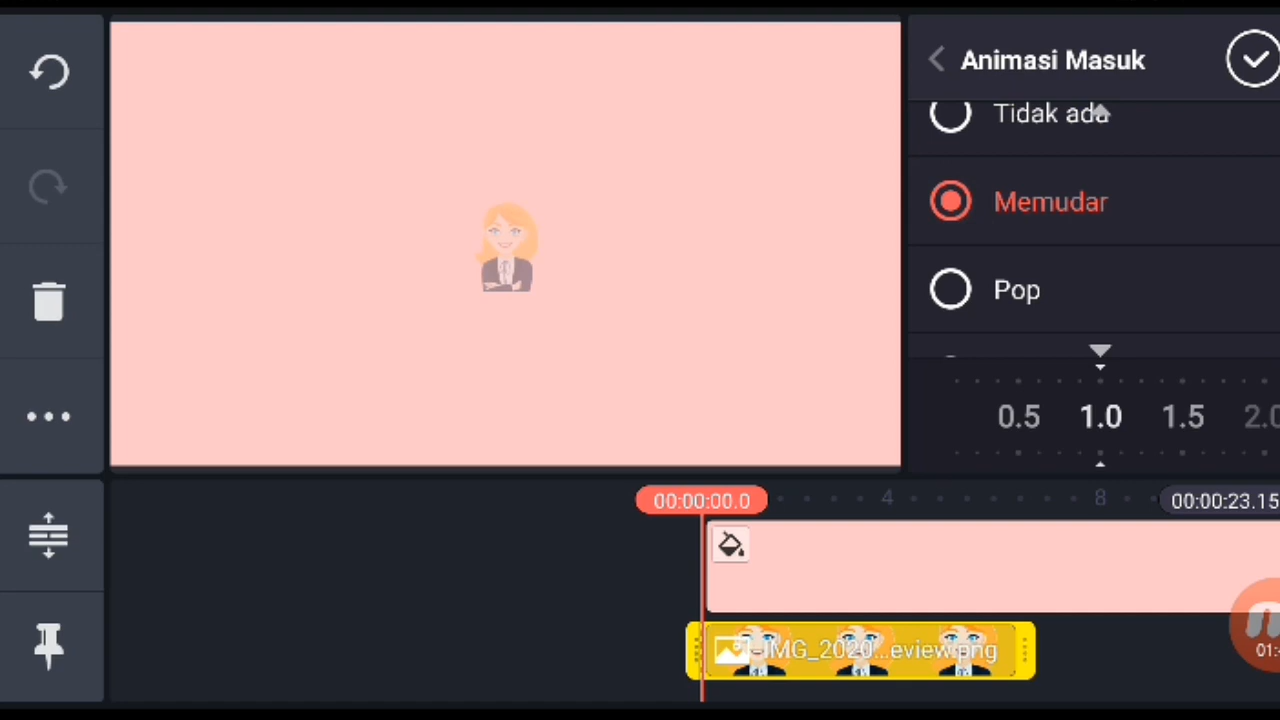 Animasi Masuk
Tidak ada
Memudar
Pop
0.5 1.0 1.5 2.0
00:00:00.0 4 8 00:00:23.15
IMG_2020...eview.png
01: